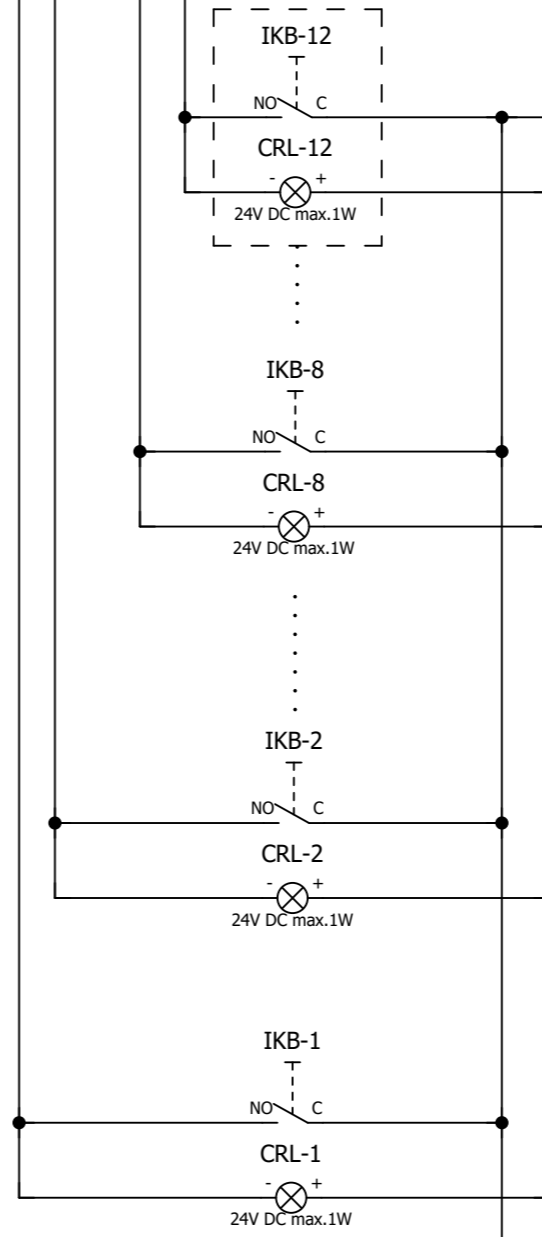 IKB-12
NO C
CRL-12
- +
24V DC max.1W
IKB-8
NO C
CRL-8
- +
24V DC max.1W
IKB-2
NO C
CRL-2
- +
24V DC max.1W
IKB-1
NO C
CRL-1
- +
24V DC max.1W